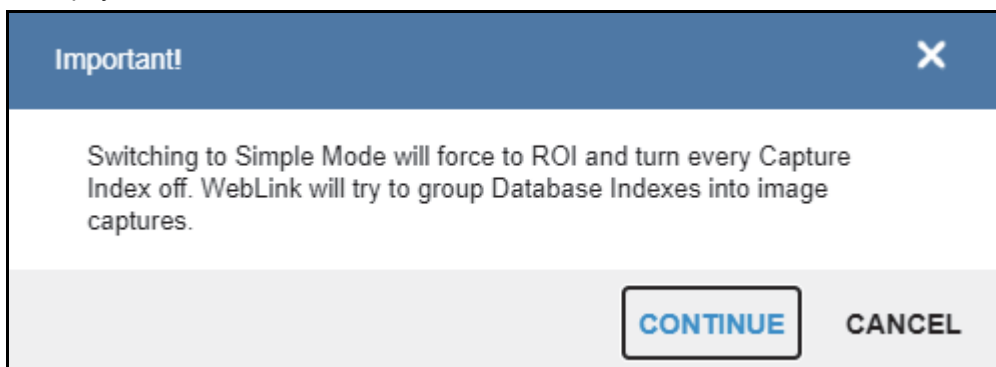 Important!
Switching to Simple Mode will force to ROI and turn every Capture
Index off. WebLink will try to group Database Indexes into image
captures.
CONTINUE CANCEL